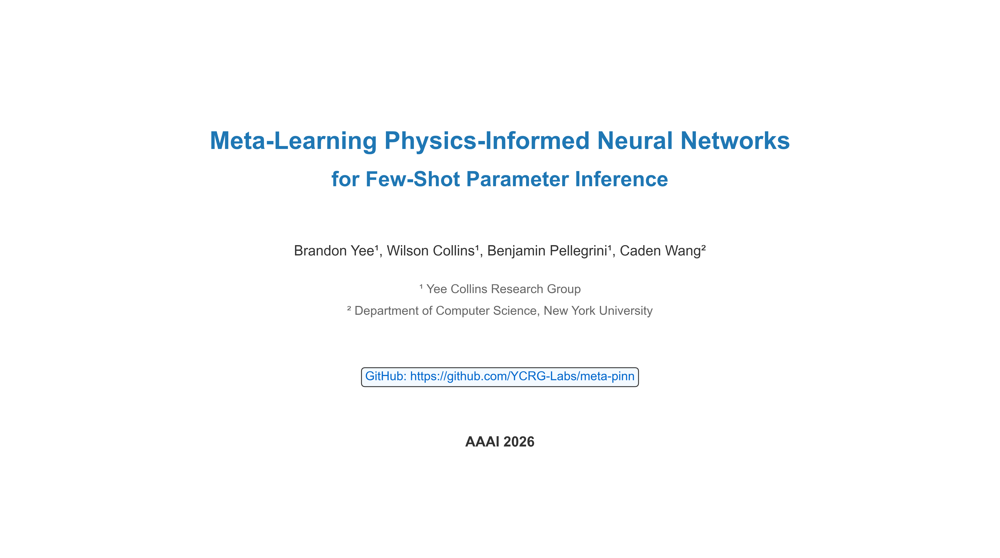 Meta-Learning Physics-Informed Neural Networks
for Few-Shot Parameter Inference
Brandon Yee¹, Wilson Collins¹, Benjamin Pellegrini¹, Caden Wang²
¹ Yee Collins Research Group
² Department of Computer Science, New York University
GitHub: https://github.com/YCRG-Labs/meta-pinn
AAAI 2026